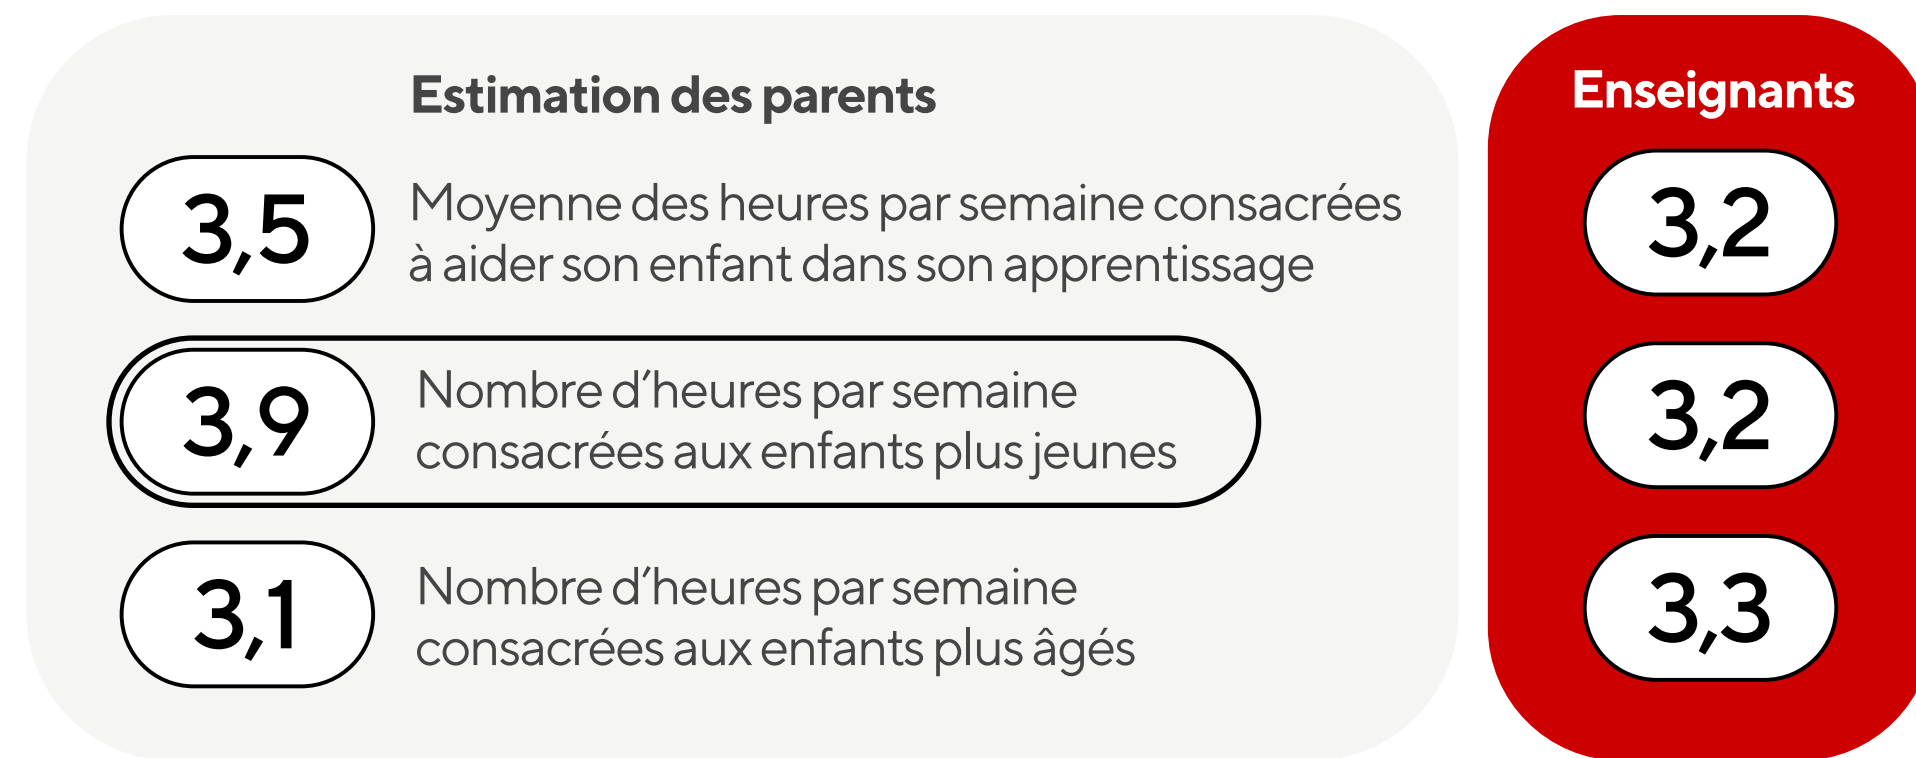 Estimation des parents
3,5
Moyenne des heures par semaine consacrées
à aider son enfant dans son apprentissage
3,9
Nombre d’heures par semaine
consacrées aux enfants plus jeunes
3,1
Nombre d’heures par semaine
consacrées aux enfants plus âgés
Enseignants
3,2
3,2
3,3